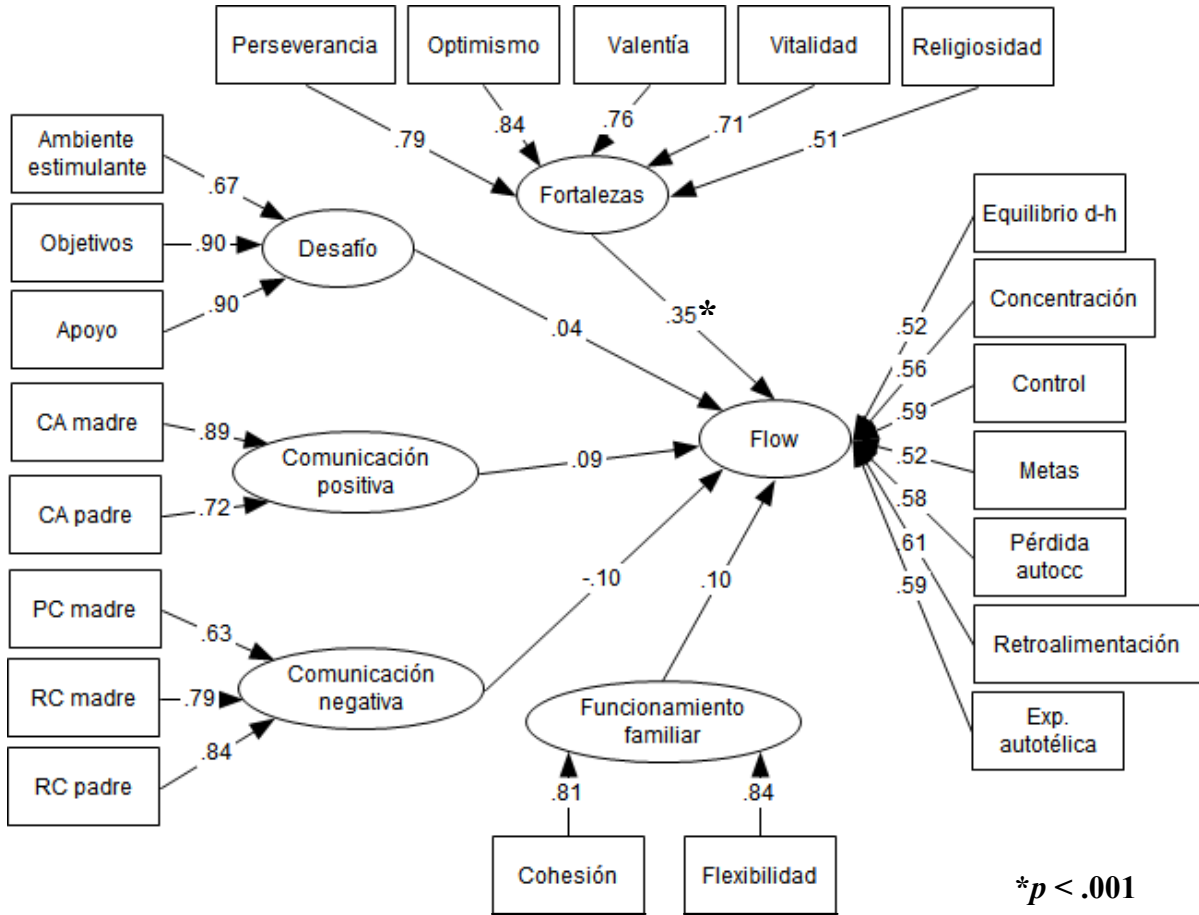 Perseverancia
Optimismo
Valentía
Vitalidad
Religiosidad
.79
.84
.76
.71
.51
Fortalezas
Ambiente
estimulante
Objetivos
Apoyo
.67
.90
.90
Desafío
.04
.35*
CA madre
CA padre
.89
.72
Comunicación
positiva
.09
Flow
PC madre
RC madre
RC padre
.63
.79
.84
Comunicación
negativa
-.10
.10
Funcionamiento
familiar
.81
.84
Cohesión
Flexibilidad
Equilibrio d-h
Concentración
Control
Metas
Pérdida
autocc
Retroalimentación
Exp.
autotélica
.52
.56
.59
.52
.58
.61
.59
*p < .001